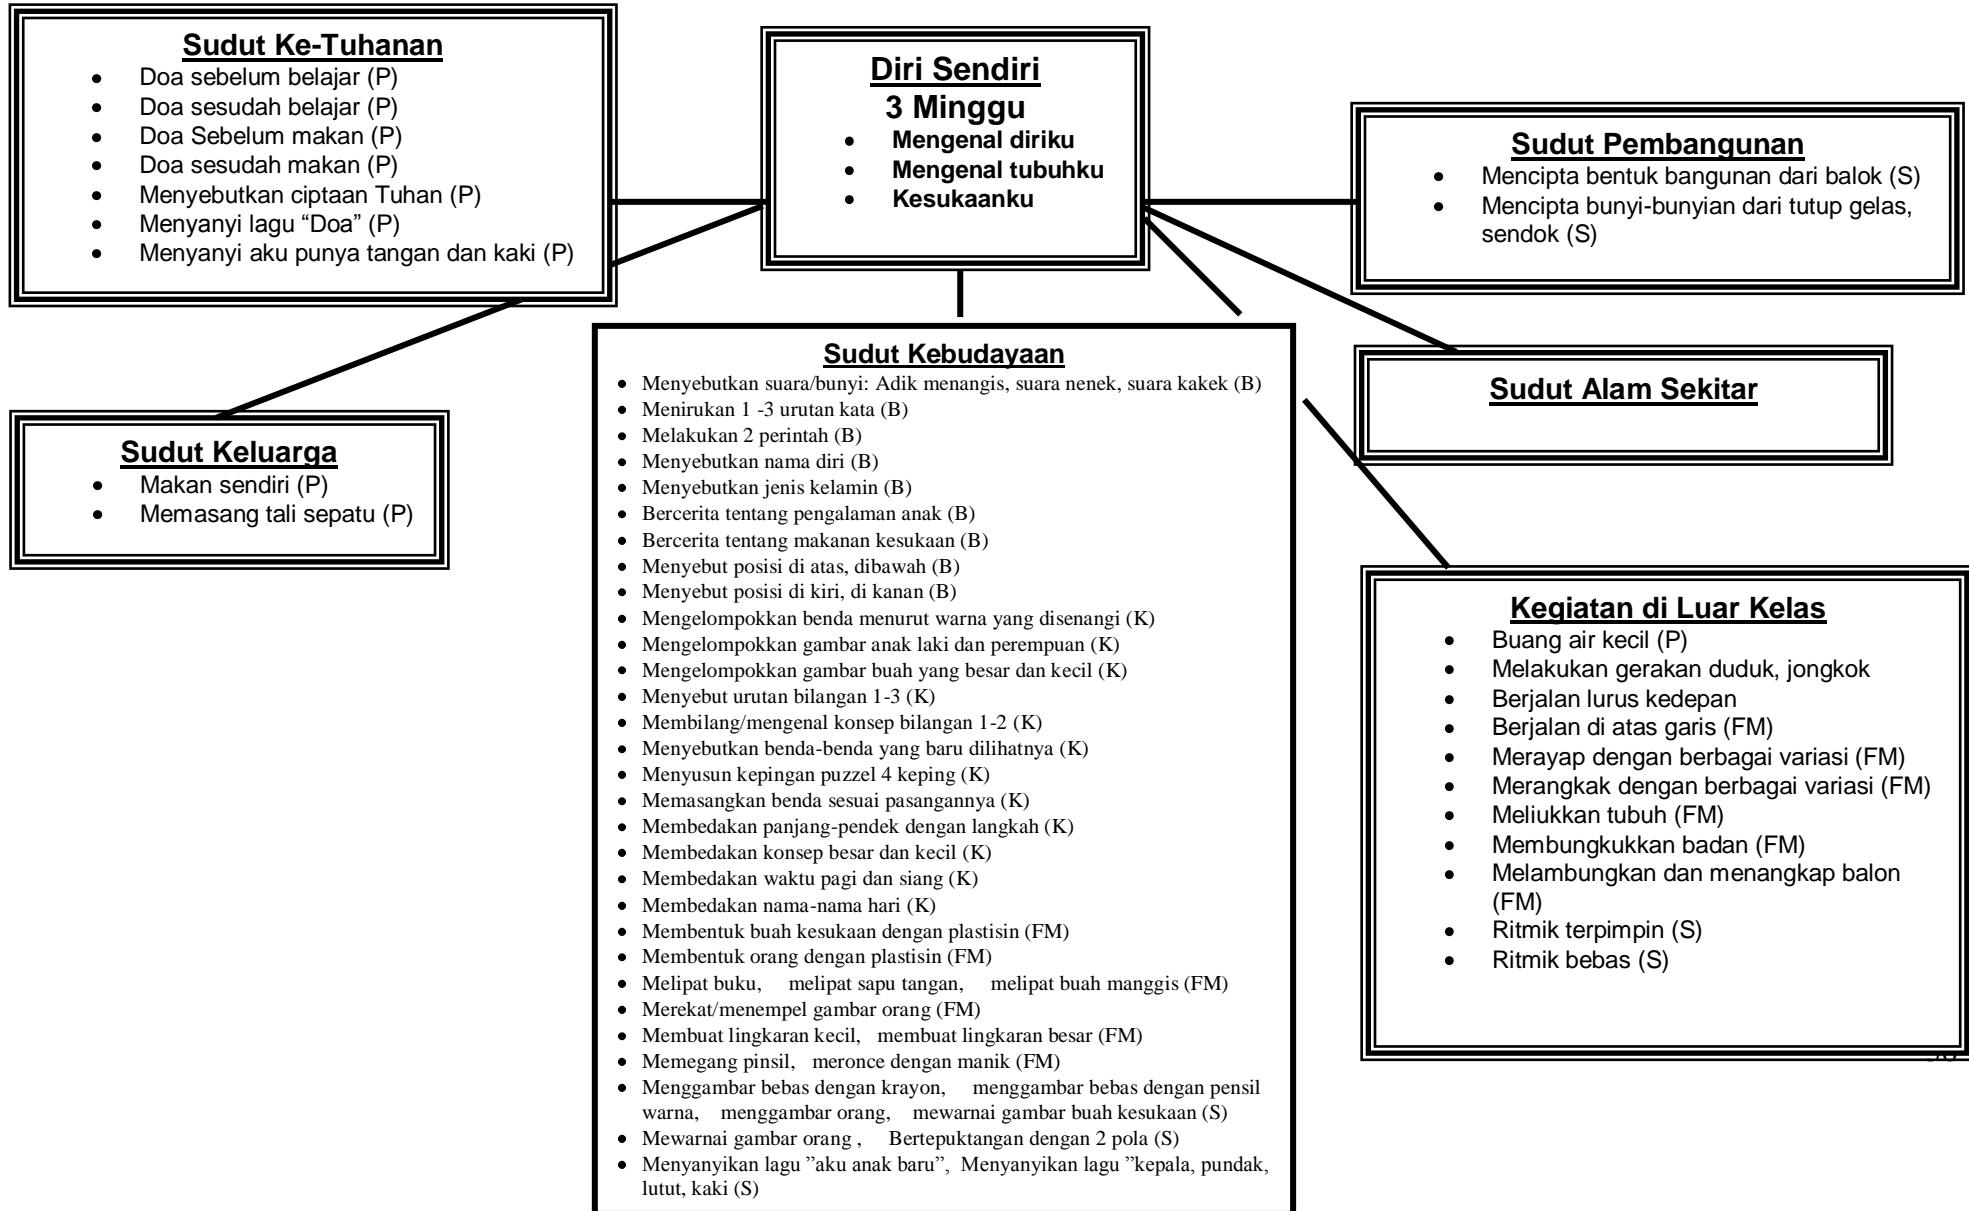 Sudut Ke-Tuhanan
• Doa sebelum belajar (P)
• Doa sesudah belajar (P)
• Doa Sebelum makan (P)
• Doa sesudah makan (P)
• Menyebutkan ciptaan Tuhan (P)
• Menyanyi lagu “Doa” (P)
• Menyanyi aku punya tangan dan kaki (P)
Diri Sendiri
3 Minggu
• Mengenal diriku
• Mengenal tubuhku
• Kesukaanku
Sudut Pembangunan
• Mencipta bentuk bangunan dari balok (S)
• Mencipta bunyi-bunyian dari tutup gelas,
sendok (S)
Sudut Keluarga
• Makan sendiri (P)
• Memasang tali sepatu (P)
Sudut Kebudayaan
• Menyebutkan suara/bunyi: Adik menangis, suara nenek, suara kakek (B)
• Menirukan 1 -3 urutan kata (B)
• Melakukan 2 perintah (B)
• Menyebutkan nama diri (B)
• Menyebutkan jenis kelamin (B)
• Bercerita tentang pengalaman anak (B)
• Bercerita tentang makanan kesukaan (B)
• Menyebut posisi di atas, dibawah (B)
• Menyebut posisi di kiri, di kanan (B)
• Mengelompokkan benda menurut warna yang disenangi (K)
• Mengelompokkan gambar anak laki dan perempuan (K)
• Mengelompokkan gambar buah yang besar dan kecil (K)
• Menyebut urutan bilangan 1-3 (K)
• Membilang/mengenal konsep bilangan 1-2 (K)
• Menyebutkan benda-benda yang baru dilihatnya (K)
• Menyusun kepingan puzzel 4 keping (K)
• Memasangkan benda sesuai pasangannya (K)
• Membedakan panjang-pendek dengan langkah (K)
• Membedakan konsep besar dan kecil (K)
• Membedakan waktu pagi dan siang (K)
• Membedakan nama-nama hari (K)
• Membentuk buah kesukaan dengan plastisin (FM)
• Membentuk orang dengan plastisin (FM)
• Melipat buku, melipat sapu tangan, melipat buah manggis (FM)
• Merekat/menempel gambar orang (FM)
• Membuat lingkaran kecil, membuat lingkaran besar (FM)
• Memegang pinsil, meronce dengan manik (FM)
• Menggambar bebas dengan krayon, menggambar bebas dengan pensil
warna, menggambar orang, mewarnai gambar buah kesukaan (S)
• Mewarnai gambar orang , Bertepuktangan dengan 2 pola (S)
• Menyanyikan lagu ”aku anak baru”, Menyanyikan lagu ”kepala, pundak,
lutut, kaki (S)
Sudut Alam Sekitar
Kegiatan di Luar Kelas
• Buang air kecil (P)
• Melakukan gerakan duduk, jongkok
• Berjalan lurus kedepan
• Berjalan di atas garis (FM)
• Merayap dengan berbagai variasi (FM)
• Merangkak dengan berbagai variasi (FM)
• Meliukkan tubuh (FM)
• Membungkukkan badan (FM)
• Melambungkan dan menangkap balon
(FM)
• Ritmik terpimpin (S)
• Ritmik bebas (S)